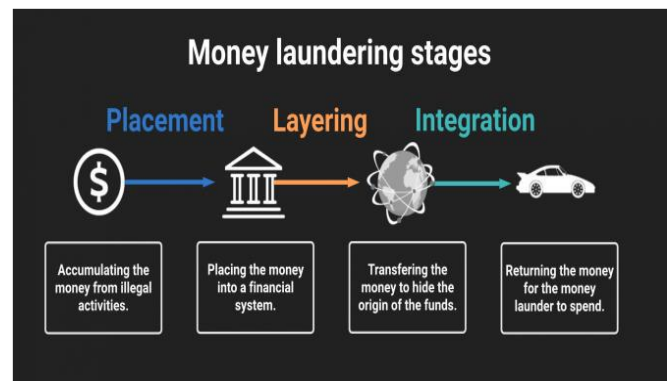 Money laundering stages
Placement
Layering
Integration
$
Accumulating the
money from illegal
activities.
Placing the money
into a financial
system.
Transfering the
money to hide the
origin of the funds.
Returning the money
for the money
launder to spend.